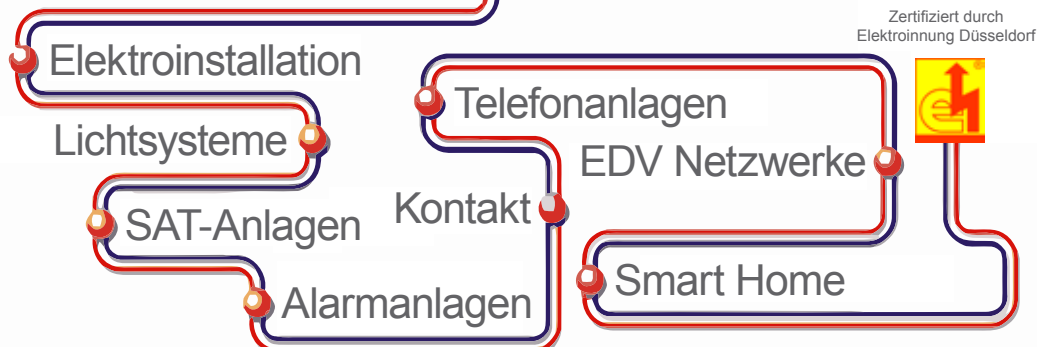 Zertifiziert durch
Elektroinnung Düsseldorf
Elektroinstallation
Telefonanlagen
Lichtsysteme
EDV Netzwerke
SAT-Anlagen
Kontakt
Smart Home
Alarmanlagen